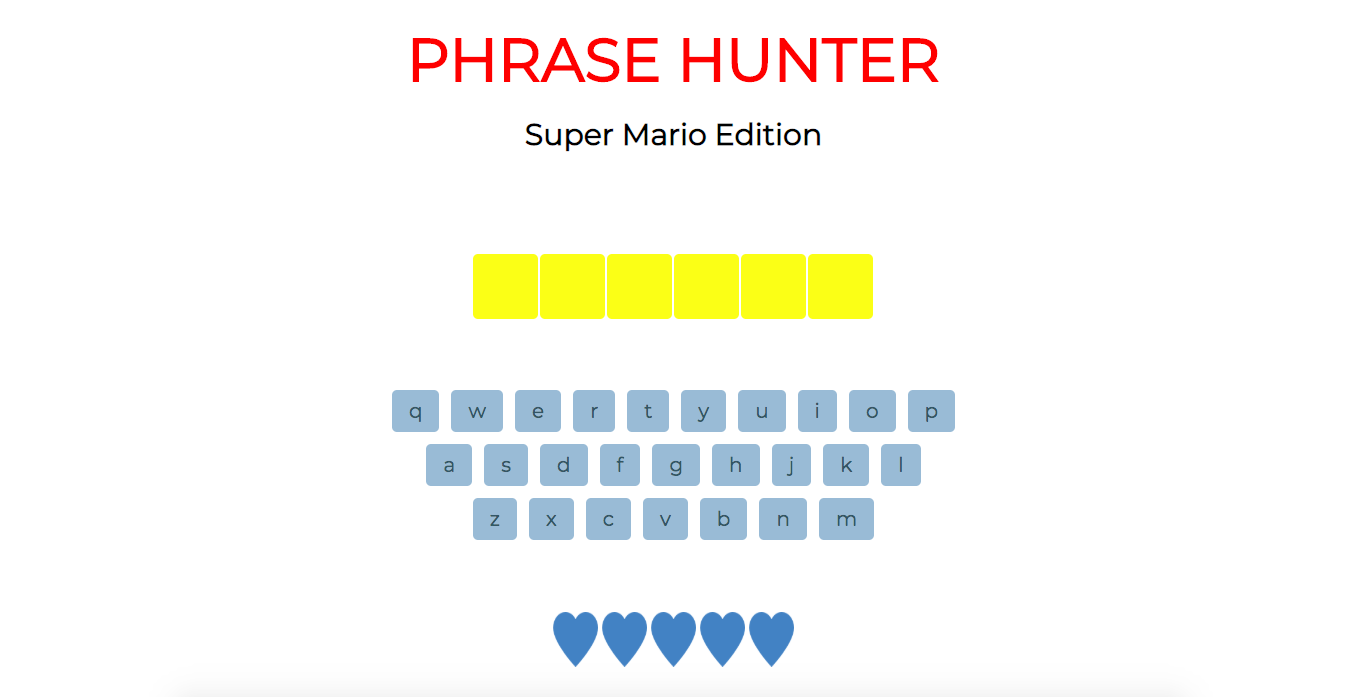 PHRASE HUNTER
Super Mario Edition
q w e r t y u i o p
a s d f g h j k l
z x c v b n m